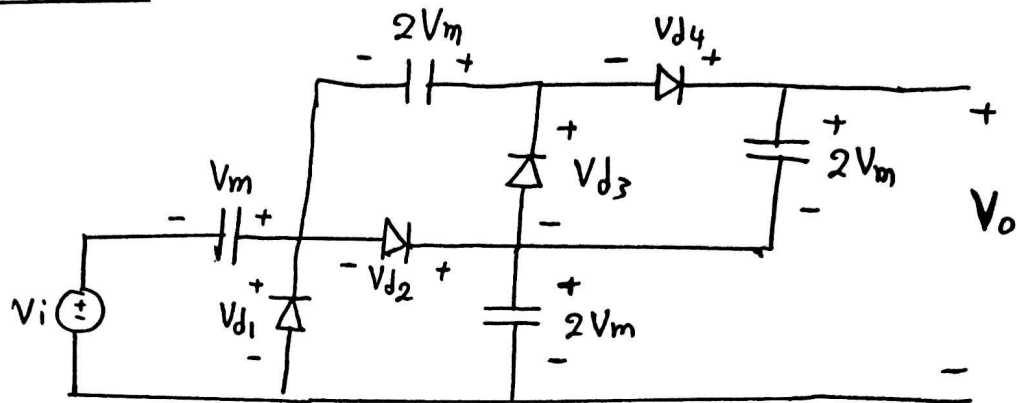 2Vm
- +
Vd4
- +
+
Vd3
-
+
2Vm
-
+
Vo
-
Vm
- +
- Vd2 +
+
Vd1
-
Vi
+
-
+
2Vm
-